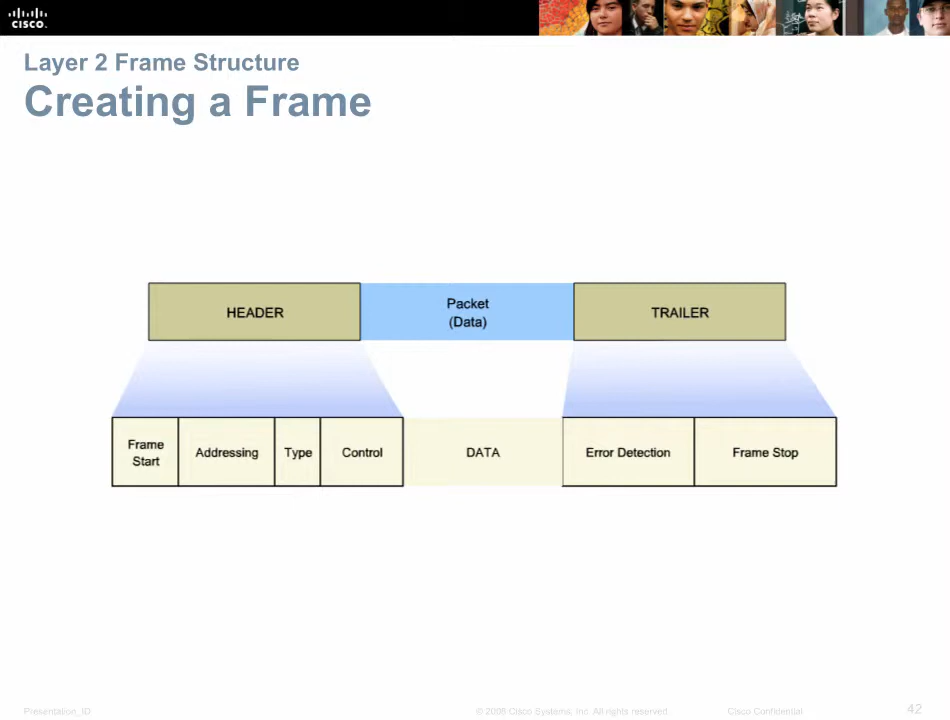 cisco.
Layer 2 Frame Structure
Creating a Frame
HEADER
Packet
(Data)
TRAILER
Frame
Start
Addressing
Type
Control
DATA
Error Detection
Frame Stop
Presentation_ID
© 2008 Cisco Systems, Inc. All rights reserved.
Cisco Confidential
42